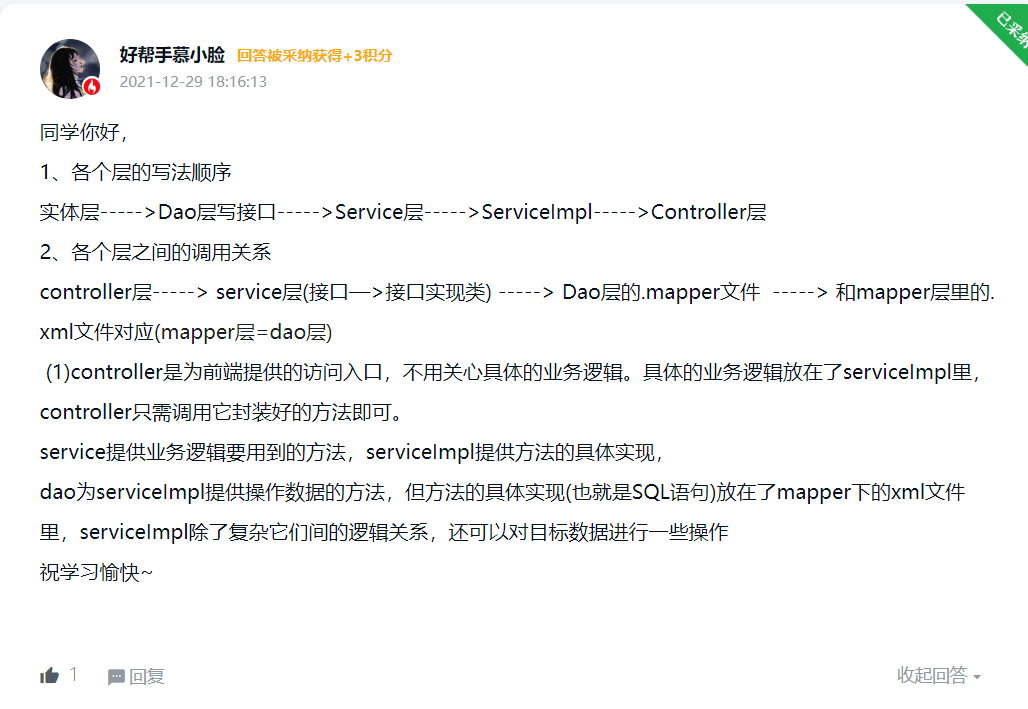 已采纳
好帮手慕小脸 回答被采纳获得+3积分
2021-12-29 18:16:13
同学你好，
1、各个层的写法顺序
实体层----->Dao层写接口----->Service层----->ServiceImpl----->Controller层
2、各个层之间的调用关系
controller层-----> service层(接口—>接口实现类) -----> Dao层的.mapper文件 -----> 和mapper层里的.
xml文件对应(mapper层=dao层)
(1)controller是为前端提供的访问入口，不用关心具体的业务逻辑。具体的业务逻辑放在了serviceImpl里，
controller只需调用它封装好的方法即可。
service提供业务逻辑要用到的方法，serviceImpl提供方法的具体实现，
dao为serviceImpl提供操作数据的方法，但方法的具体实现(也就是SQL语句)放在了mapper下的xml文件
里，serviceImpl除了复杂它们间的逻辑关系，还可以对目标数据进行一些操作
祝学习愉快~
1 回复 收起回答